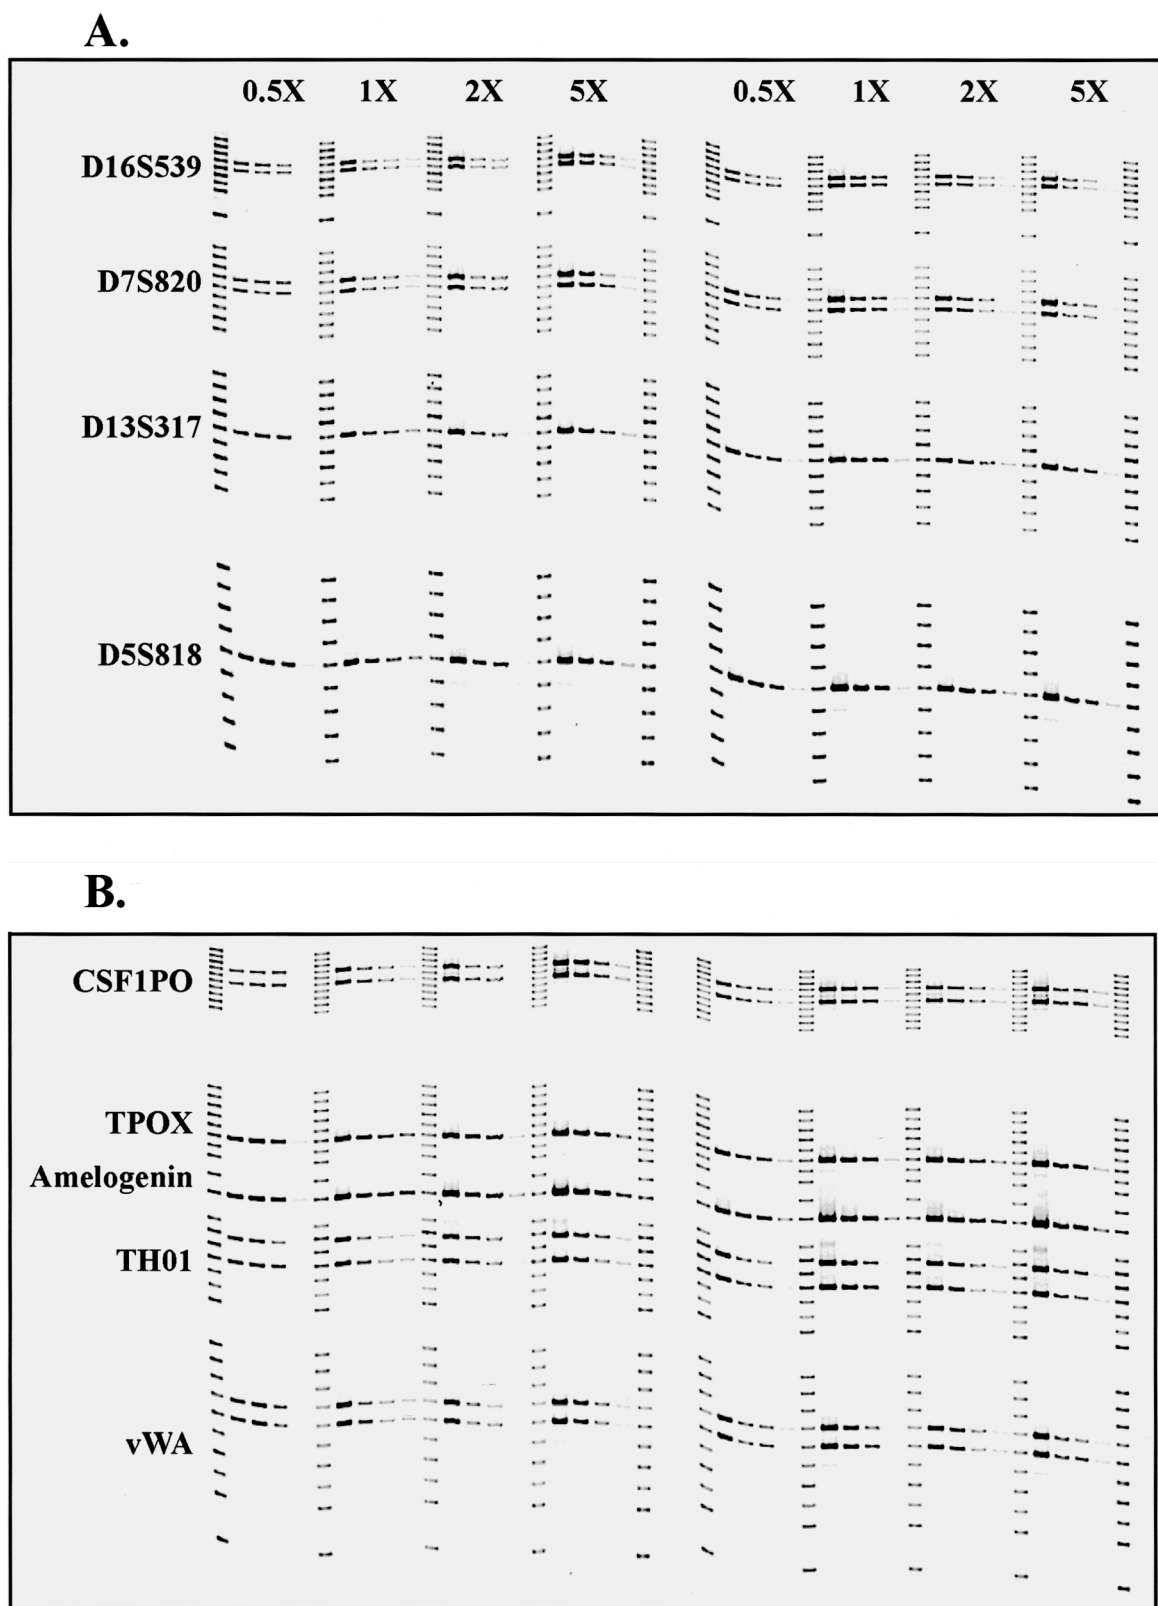 A.
0.5X 1X 2X 5X 0.5X 1X 2X 5X
D16S539
D7S820
D13S317
D5S818
B.
CSF1PO
TPOX
Amelogenin
TH01
vWA